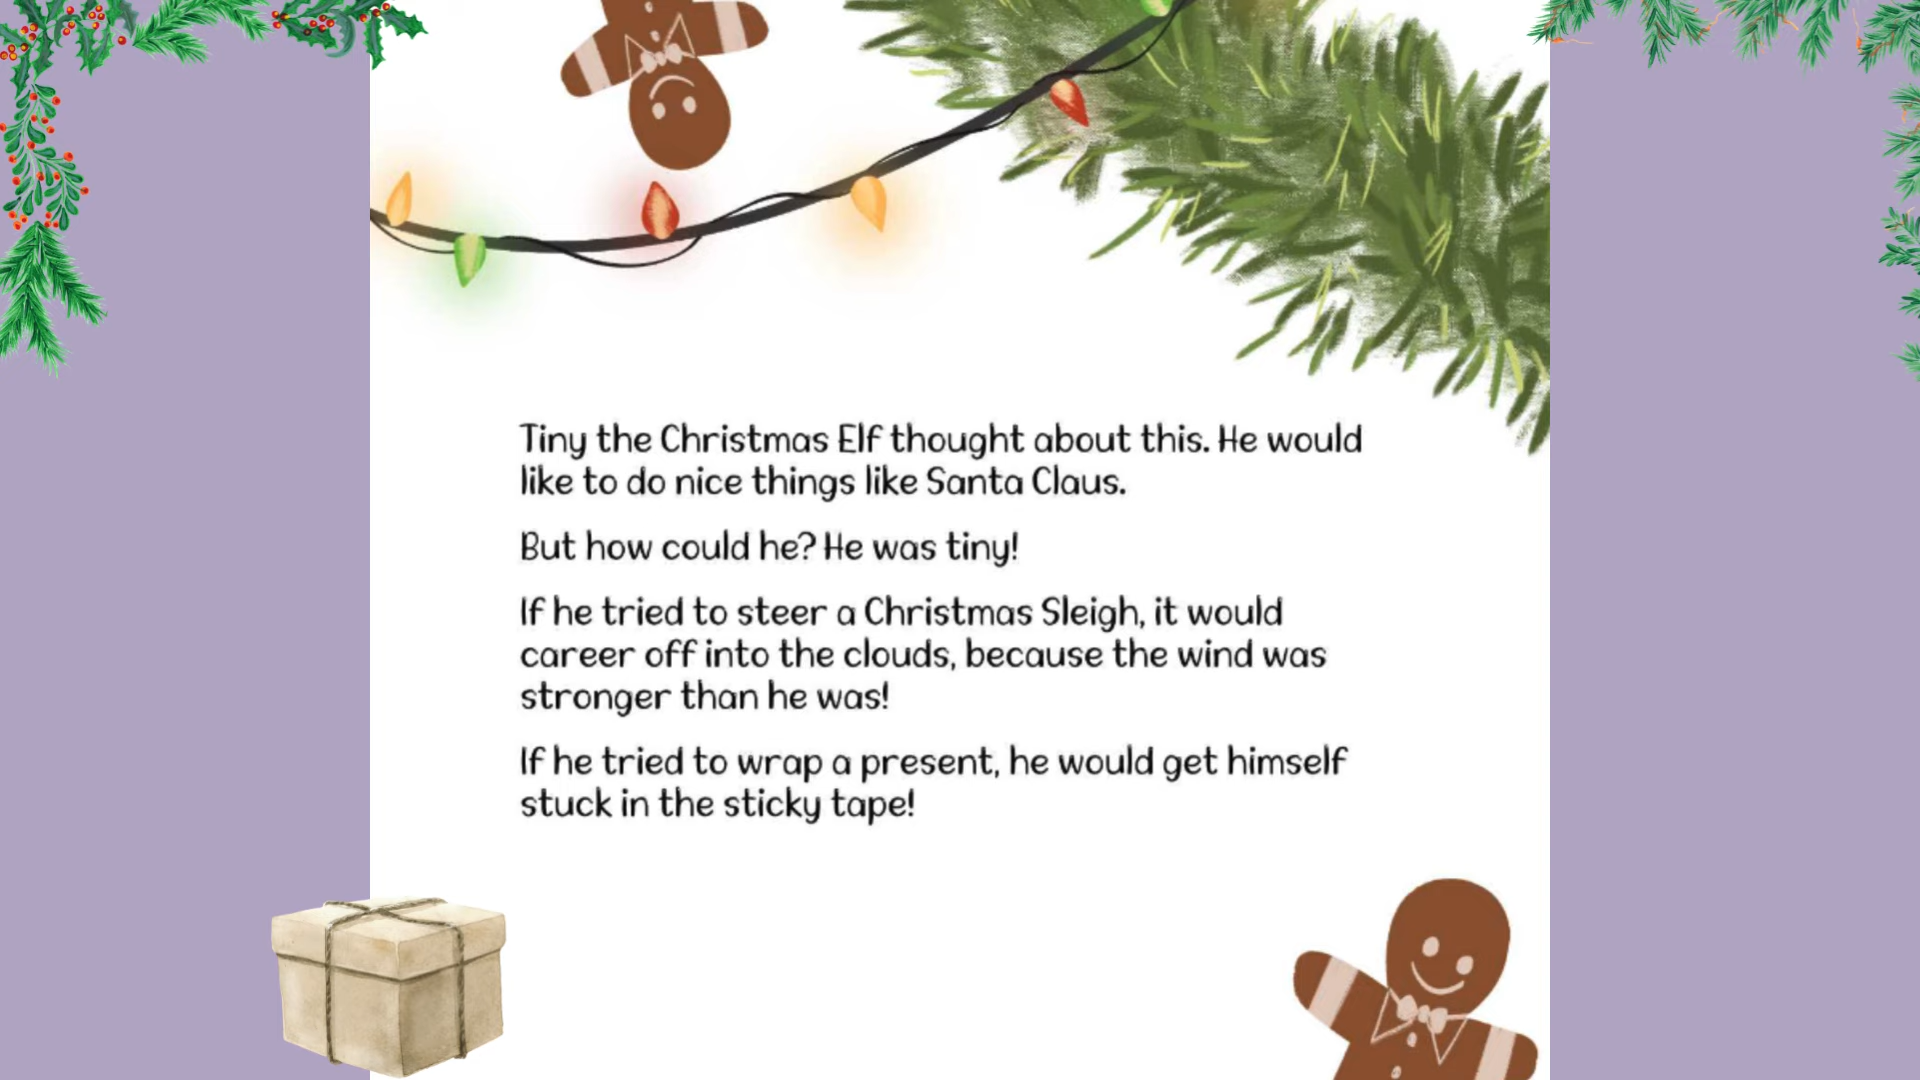 Tiny the Christmas Elf thought about this. He would
like to do nice things like Santa Claus.
But how could he? He was tiny!
If he tried to steer a Christmas Sleigh, it would
career off into the clouds, because the wind was
stronger than he was!
If he tried to wrap a present, he would get himself
stuck in the sticky tape!